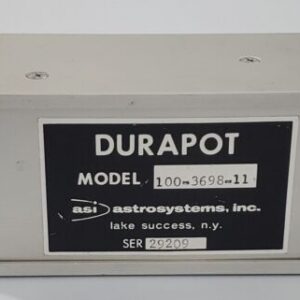 DURAPOT
MODEL 100-3698-11
asi astrosystems, inc.
lake success, n.y.
SER 29209